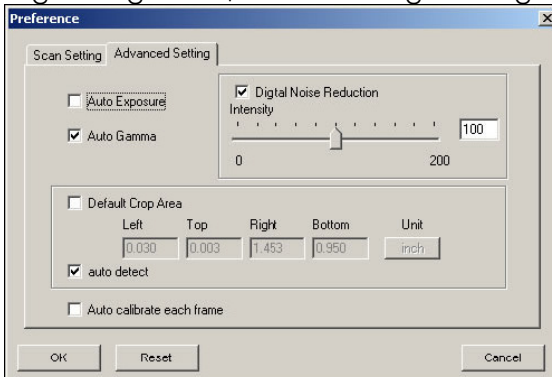 Preference
Scan Setting Advanced Setting
Auto Exposure
Auto Gamma
Digtal Noise Reduction
Intensity
100
0 200
Default Crop Area
Left Top Right Bottom Unit
0.030 0.003 1.453 0.950 inch
auto detect
Auto calibrate each frame
OK Reset Cancel